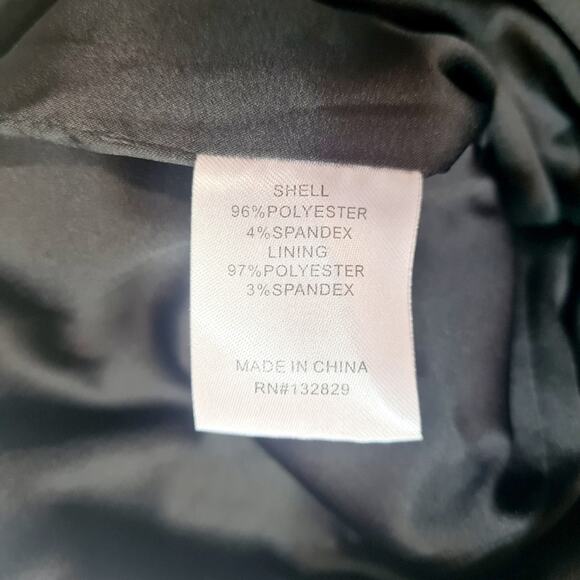 SHELL
96%POLYESTER
4%SPANDEX
LINING
97%POLYESTER
3%SPANDEX
MADE IN CHINA
RN#132829